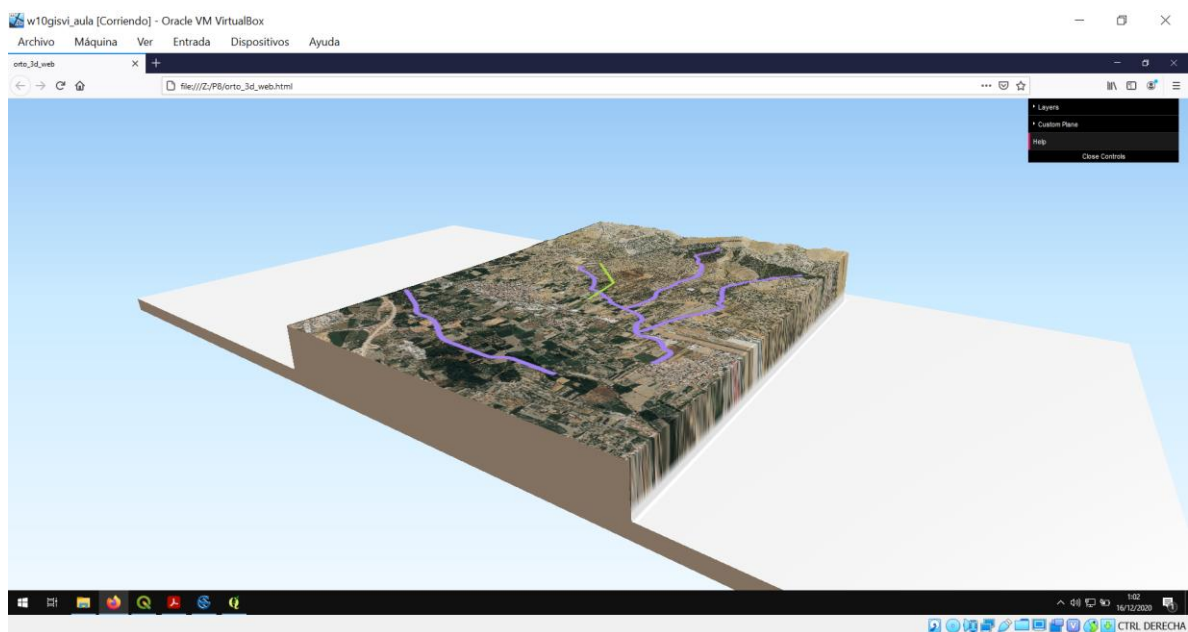 w10gisvi_aula [Corriendo] - Oracle VM VirtualBox
Archivo Máquina Ver Entrada Dispositivos Ayuda
orto_3d_web
file:///Z:/P8/orto_3d_web.html
Layers
Custom Plane
Help
Close Controls
1:02
16/12/2020
CTRL DERECHA